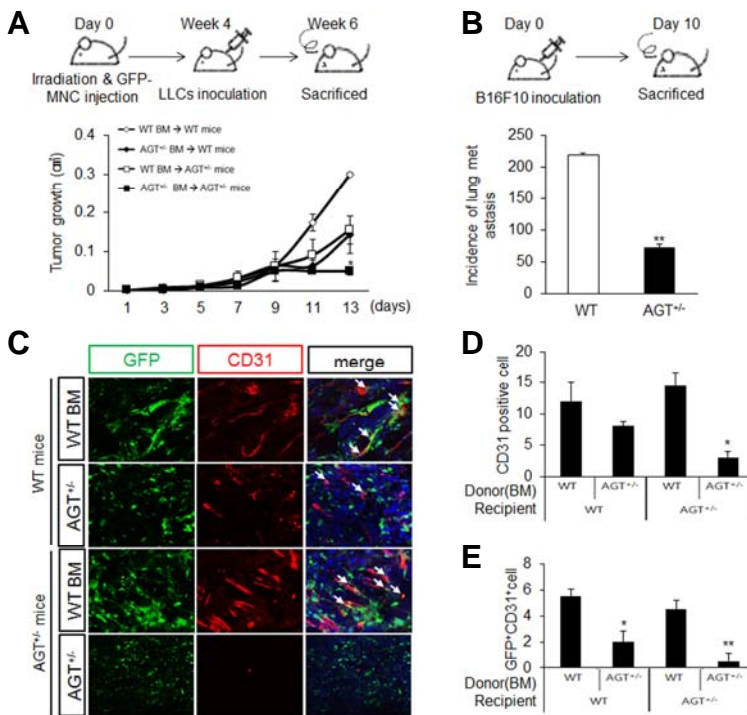 A
Day 0
Week 4
Week 6
Irradiation & GFP-
MNC injection
LLCs inoculation
Sacrificed
Tumor growth (㎤)
0.4
0.3
0.2
0.1
0
WT BM → WT mice
AGT+/- BM → WT mice
WT BM → AGT+/- mice
AGT+/- BM → AGT+/- mice
*
1 3 5 7 9 11 13 (days)
B
Day 0
Day 10
B16F10 inoculation
Sacrificed
Incidence of lung met
astasis
250
200
150
100
50
0
**
WT
AGT+/-
C
GFP
CD31
merge
WT mice
WT BM
AGT+/-
AGT+/- mice
WT BM
AGT+/-
D
CD31 positive cell
20
15
10
5
0
*
Donor(BM) WT AGT+/- WT AGT+/-
Recipient WT AGT+/-
E
GFP+CD31+cell
8
6
4
2
0
*
**
Donor(BM) WT AGT+/- WT AGT+/-
Recipient WT AGT+/-